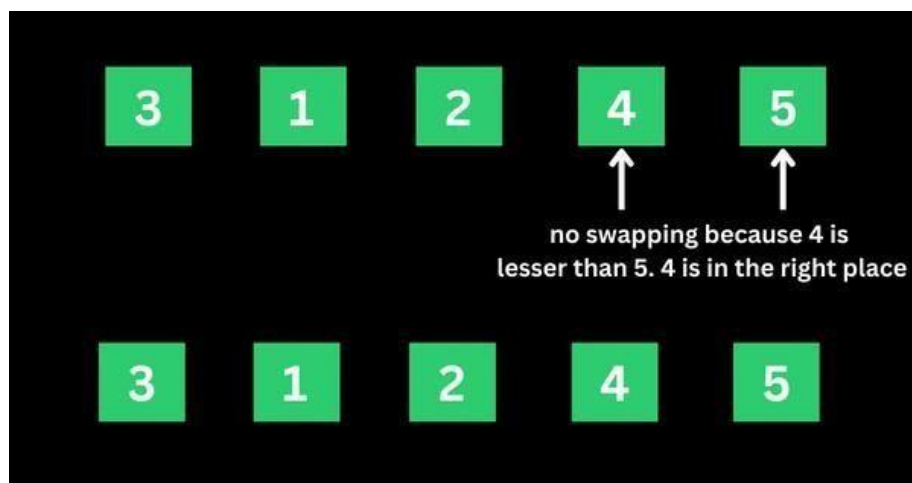 3 1 2 4 5
no swapping because 4 is
lesser than 5. 4 is in the right place
3 1 2 4 5